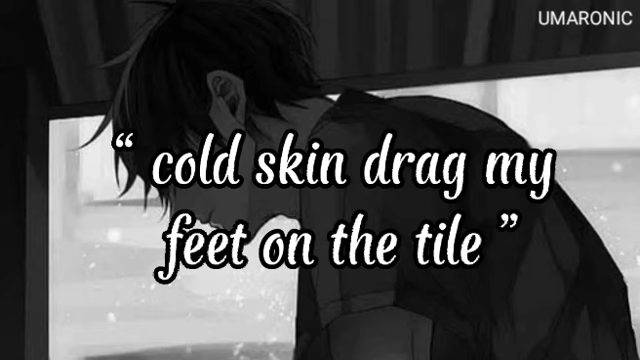 UMARONIC
“ cold skin drag my
feet on the tile ”